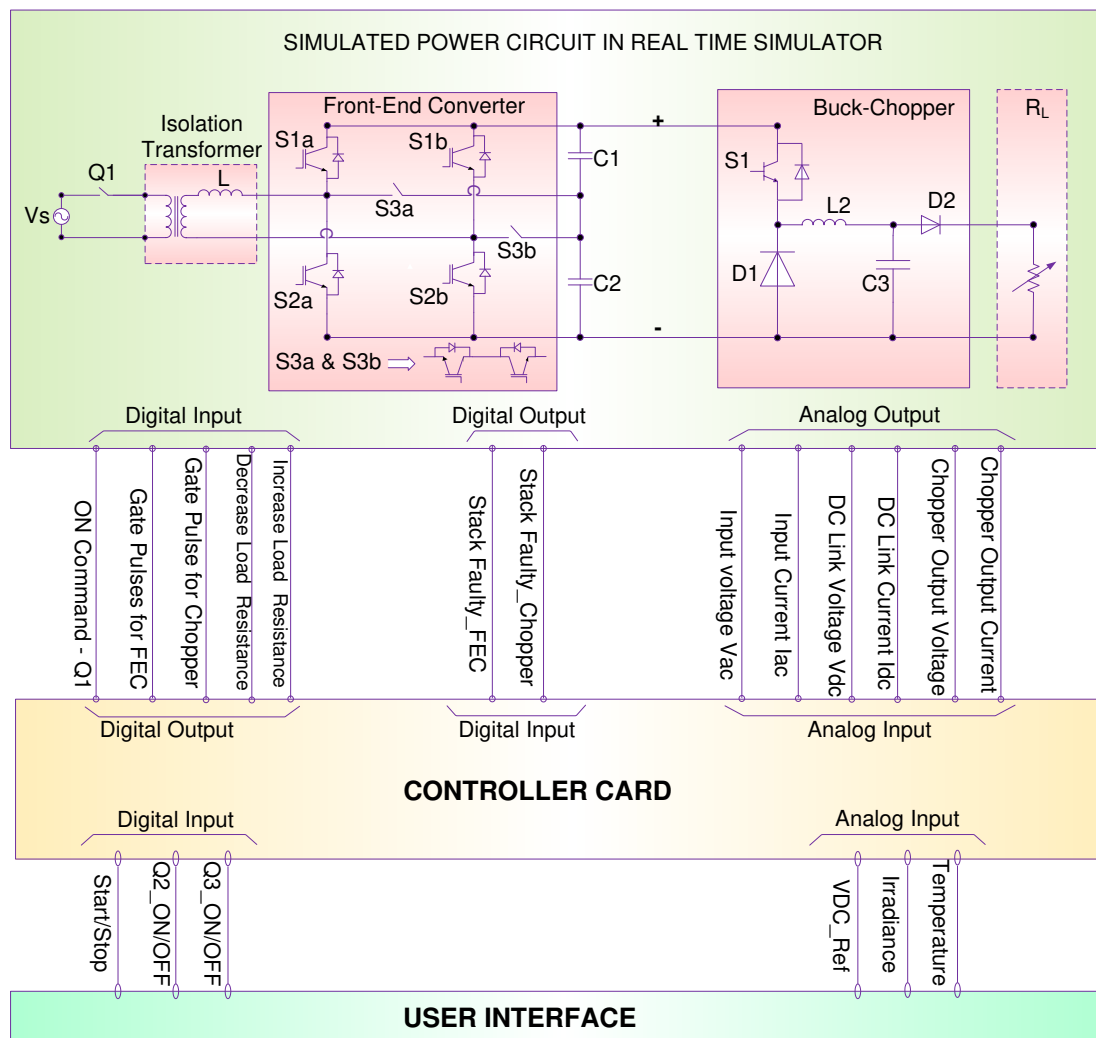 SIMULATED POWER CIRCUIT IN REAL TIME SIMULATOR
Isolation
Transformer
Front-End Converter
Buck-Chopper
RL
Q1
Vs
L
S1a
S1b
S3a
S3b
S2a
S2b
C1
C2
+
-
S1
L2
D2
D1
C3
S3a & S3b
Digital Input
Digital Output
Analog Output
ON Command - Q1
Gate Pulses for FEC
Gate Pulse for Chopper
Decrease Load Resistance
Increase Load Resistance
Stack Faulty_FEC
Stack Faulty_Chopper
Input voltage Vac
Input Current Iac
DC Link Voltage Vdc
DC Link Current Idc
Chopper Output Voltage
Chopper Output Current
Digital Output
Digital Input
Analog Input
CONTROLLER CARD
Digital Input
Analog Input
Start/Stop
Q2_ON/OFF
Q3_ON/OFF
VDC_Ref
Irradiance
Temperature
USER INTERFACE